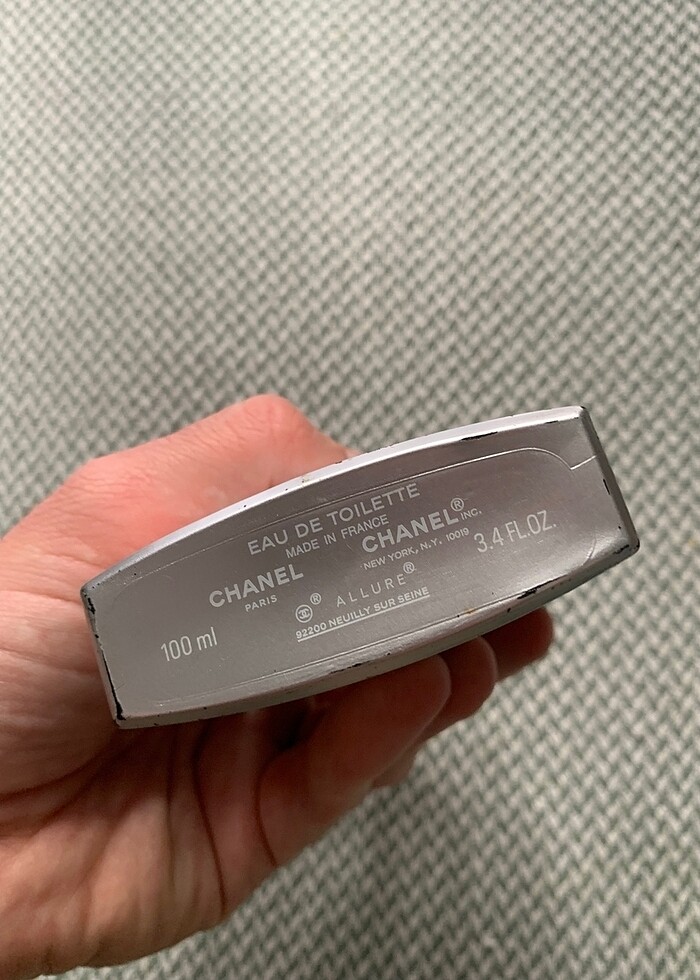 EAU DE TOILETTE
MADE IN FRANCE
CHANEL
PARIS
CHANEL® INC.
NEW YORK, N.Y. 10019
® ALLURE®
92200 NEUILLY SUR SEINE
100 ml
3.4 FL.OZ.